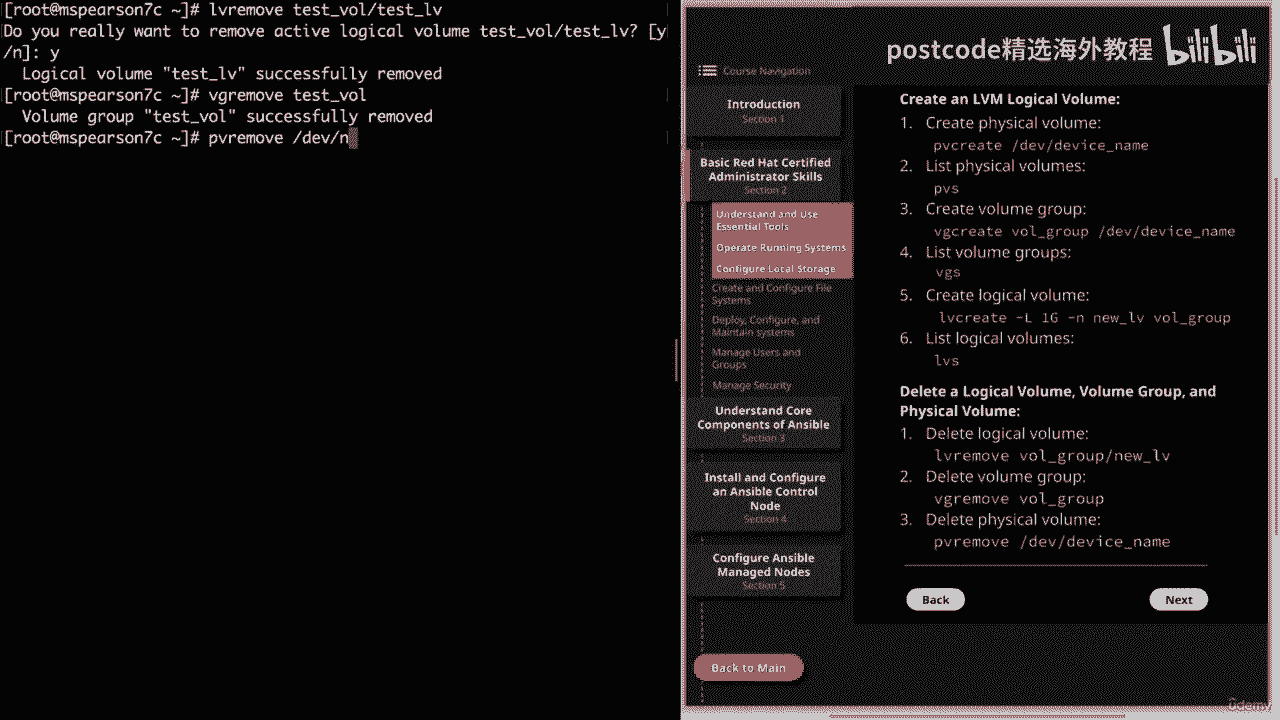 [root@mspearson7c ~]# lvremove test_vol/test_lv
Do you really want to remove active logical volume test_vol/test_lv? [y
/n]: y
Logical volume "test_lv" successfully removed
[root@mspearson7c ~]# vgremove test_vol
Volume group "test_vol" successfully removed
[root@mspearson7c ~]# pvremove /dev/n
postcode精选海外教程 bilibili
Course Navigation
Introduction
Section 1
Basic Red Hat Certified
Administrator Skills
Section 2
Understand and Use
Essential Tools
Operate Running Systems
Configure Local Storage
Create and Configure File
Systems
Deploy, Configure, and
Maintain systems
Manage Users and
Groups
Manage Security
Understand Core
Components of Ansible
Section 3
Install and Configure
an Ansible Control
Node
Section 4
Configure Ansible
Managed Nodes
Section 5
Back to Main
Create an LVM Logical Volume:
1. Create physical volume:
pvcreate /dev/device_name
2. List physical volumes:
pvs
3. Create volume group:
vgcreate vol_group /dev/device_name
4. List volume groups:
vgs
5. Create logical volume:
lvcreate -L 1G -n new_lv vol_group
6. List logical volumes:
lvs
Delete a Logical Volume, Volume Group, and
Physical Volume:
1. Delete logical volume:
lvremove vol_group/new_lv
2. Delete volume group:
vgremove vol_group
3. Delete physical volume:
pvremove /dev/device_name
Back
Next
ûdemy